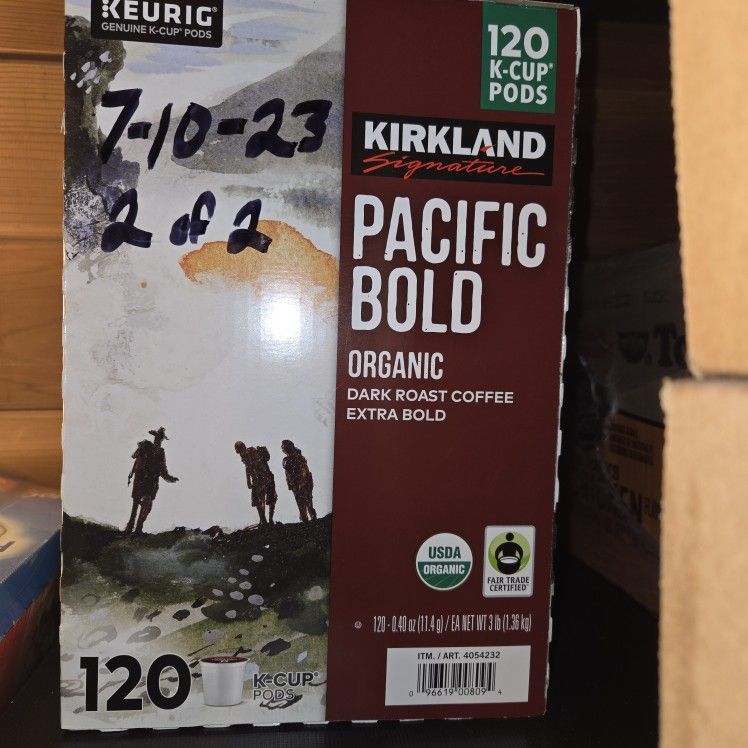 KEURIG®
GENUINE K-CUP® PODS
120
K-CUP®
PODS
7-10-23
2 of 2
KIRKLAND
Signature
PACIFIC
BOLD
ORGANIC
DARK ROAST COFFEE
EXTRA BOLD
USDA
ORGANIC
FAIR TRADE
CERTIFIED
120 - 0.40 oz (11.4 g) / EA NET WT 3 lb (1.36 kg)
ITM. / ART. 4054232
0 96619 00809 4
120
K-CUP®
PODS